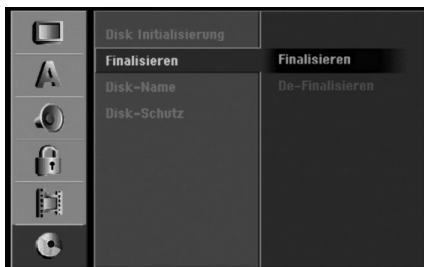 Disk Initialisierung
Finalisieren
Disk-Name
Disk-Schutz
Finalisieren
De-Finalisieren